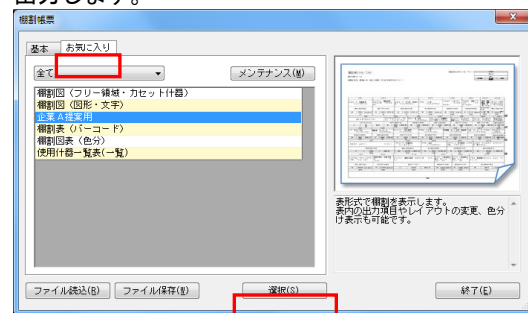 出力します。
棚割帳票
基本 お気に入り
全て メンテナンス(M)
棚割図（フリー領域・カセット什器）
棚割図（図形・文字）
企業A提案用
棚割表（バーコード）
棚割図表（色分）
使用什器一覧表(一覧)
表形式で棚割を表示します。
表内の出力項目やレイアウトの変更、色分
け表示も可能です。
ファイル読込(R) ファイル保存(W) 選択(S) 終了(E)